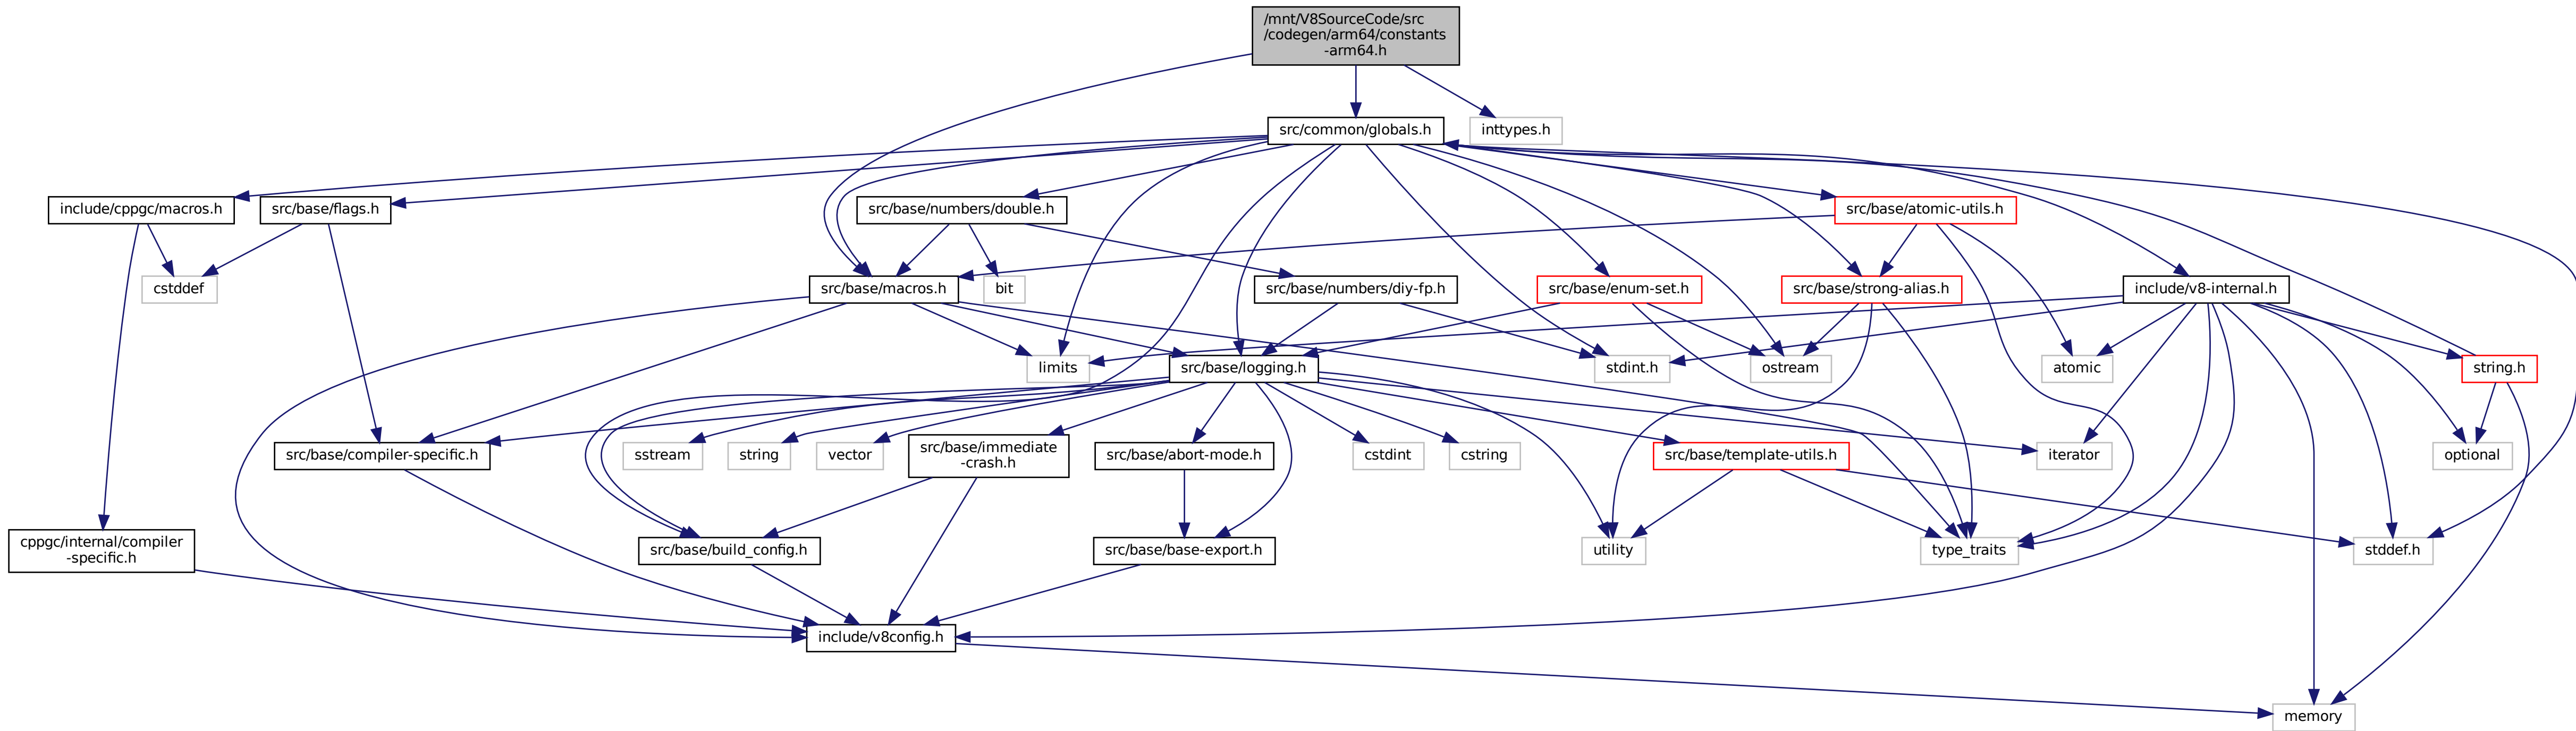 /mnt/V8SourceCode/src
/codegen/arm64/constants
-arm64.h
src/common/globals.h
inttypes.h
include/cppgc/macros.h
src/base/flags.h
src/base/numbers/double.h
src/base/atomic-utils.h
cstddef
src/base/macros.h
bit
src/base/numbers/diy-fp.h
src/base/enum-set.h
src/base/strong-alias.h
include/v8-internal.h
limits
src/base/logging.h
stdint.h
ostream
atomic
string.h
src/base/compiler-specific.h
sstream
string
vector
src/base/immediate
-crash.h
src/base/abort-mode.h
cstdint
cstring
src/base/template-utils.h
iterator
optional
cppgc/internal/compiler
-specific.h
src/base/build_config.h
src/base/base-export.h
utility
type_traits
stddef.h
include/v8config.h
memory